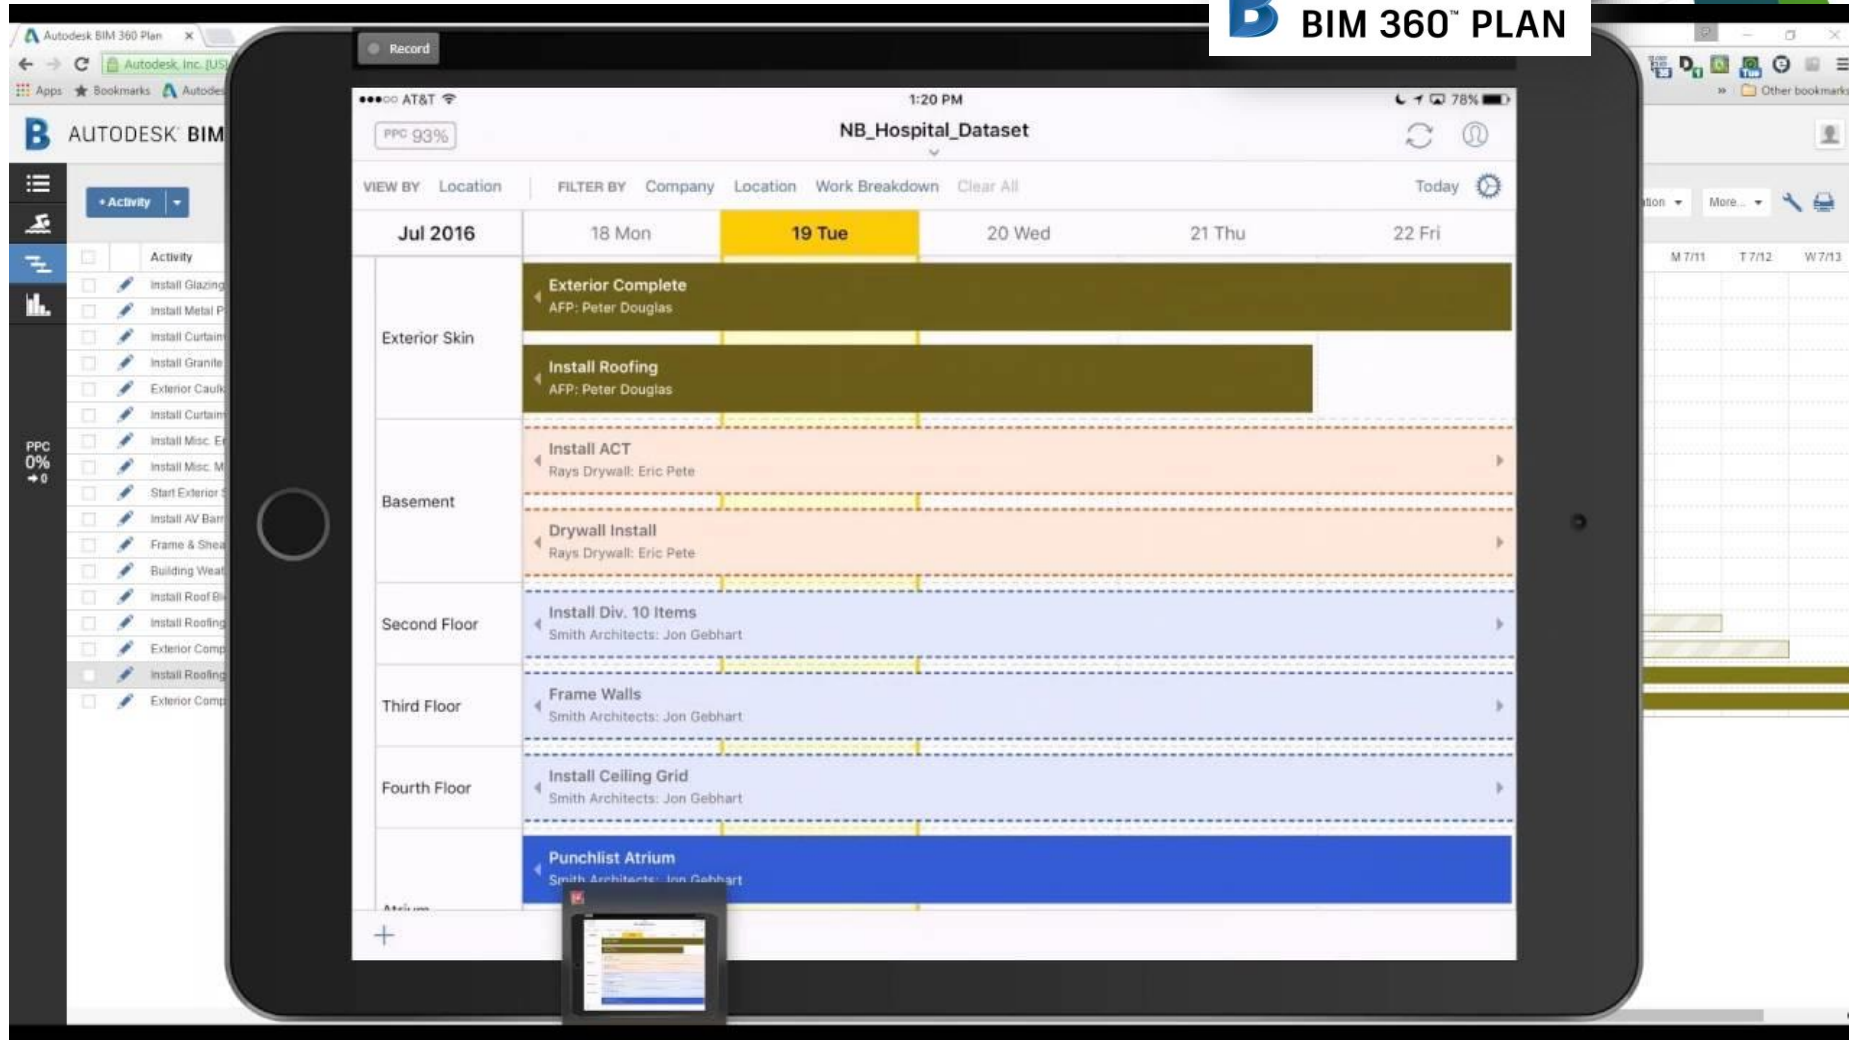 BIM 360™ PLAN
Autodesk BIM 360 Plan
Autodesk, Inc. [US]
Apps
Bookmarks
Other bookmarks
AUTODESK BIM
+ Activity
More...
Activity
M 7/11
T 7/12
W 7/13
Install Glazing
Install Metal P
Install Curtain
Install Granite
Exterior Caulk
Install Curtain
Install Misc. E
Install Misc. M
Start Exterior
Install AV Barr
Frame & Shea
Building Weat
Install Roof
Install Roofing
Exterior Comp
Install Roofing
Exterior Comp
PPC
0%
0
Record
AT&T
1:20 PM
78%
PPC 93%
NB_Hospital_Dataset
VIEW BY Location
FILTER BY Company Location Work Breakdown Clear All
Today
Jul 2016 18 Mon 19 Tue 20 Wed 21 Thu 22 Fri
Exterior Skin
Exterior Complete
AFP: Peter Douglas
Install Roofing
AFP: Peter Douglas
Basement
Install ACT
Rays Drywall: Eric Pete
Drywall Install
Rays Drywall: Eric Pete
Second Floor
Install Div. 10 Items
Smith Architects: Jon Gebhart
Third Floor
Frame Walls
Smith Architects: Jon Gebhart
Fourth Floor
Install Ceiling Grid
Smith Architects: Jon Gebhart
Atrium
Punchlist Atrium
Smith Architects: Jon Gebhart